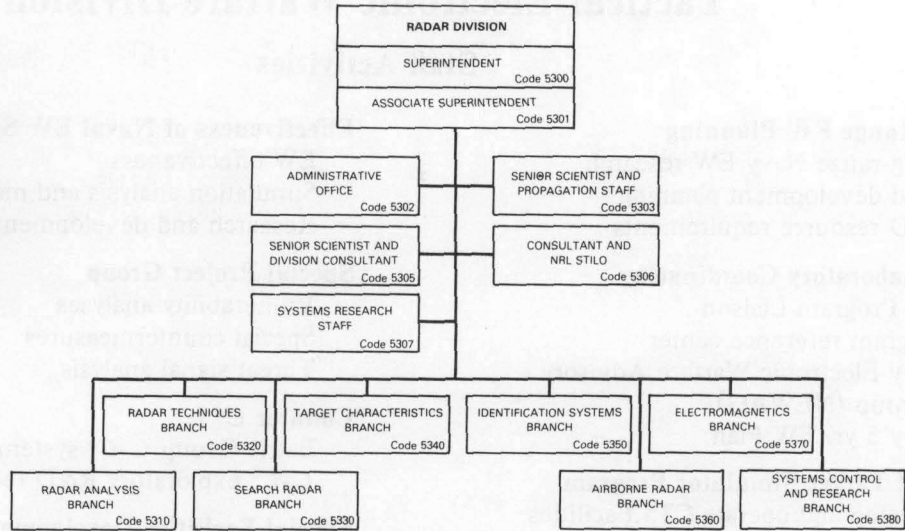 RADAR DIVISION
SUPERINTENDENT
Code 5300
ASSOCIATE SUPERINTENDENT
Code 5301
ADMINISTRATIVE
OFFICE
Code 5302
SENIOR SCIENTIST AND
PROPAGATION STAFF
Code 5303
SENIOR SCIENTIST AND
DIVISION CONSULTANT
Code 5305
CONSULTANT AND
NRL STILO
Code 5306
SYSTEMS RESEARCH
STAFF
Code 5307
RADAR TECHNIQUES
BRANCH
Code 5320
TARGET CHARACTERISTICS
BRANCH
Code 5340
IDENTIFICATION SYSTEMS
BRANCH
Code 5350
ELECTROMAGNETICS
BRANCH
Code 5370
RADAR ANALYSIS
BRANCH
Code 5310
SEARCH RADAR
BRANCH
Code 5330
AIRBORNE RADAR
BRANCH
Code 5360
SYSTEMS CONTROL
AND RESEARCH
BRANCH
Code 5380